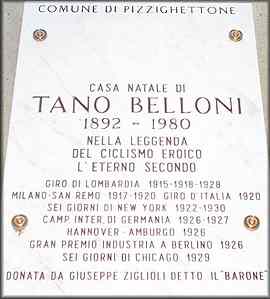 COMUNE DI PIZZIGHETTONE
CASA NATALE DI
TANO BELLONI
1892 - 1980
NELLA LEGGENDA
DEL CICLISMO EROICO
L'ETERNO SECONDO
GIRO DI LOMBARDIA 1915-1918-1928
MILANO-SAN REMO 1917-1920 GIRO D'ITALIA 1920
SEI GIORNI DI NEW YORK 1922-1930
CAMP. INTER. DI GERMANIA 1926-1927
HANNOVER-AMBURGO 1926
GRAN PREMIO INDUSTRIA A BERLINO 1926
SEI GIORNI DI CHICAGO 1929
DONATA DA GIUSEPPE ZIGLIOLI DETTO IL "BARONE"